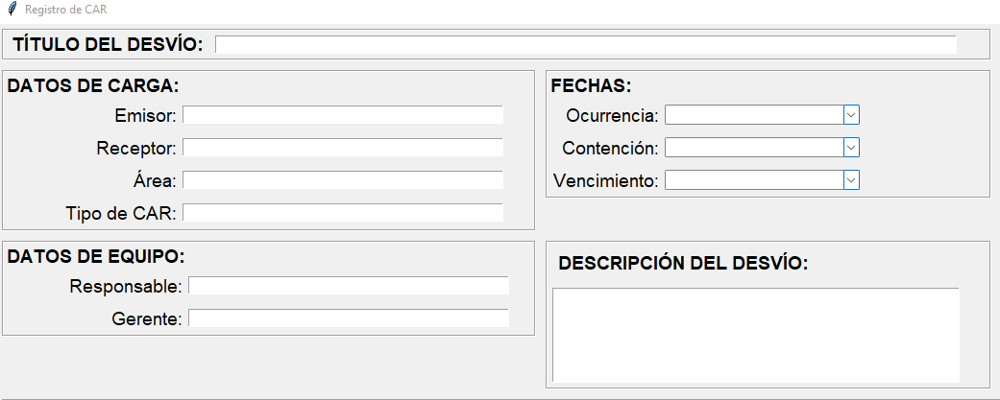 Registro de CAR
TÍTULO DEL DESVÍO:
DATOS DE CARGA:
Emisor:
Receptor:
Área:
Tipo de CAR:
FECHAS:
Ocurrencia:
Contención:
Vencimiento:
DATOS DE EQUIPO:
Responsable:
Gerente:
DESCRIPCIÓN DEL DESVÍO: